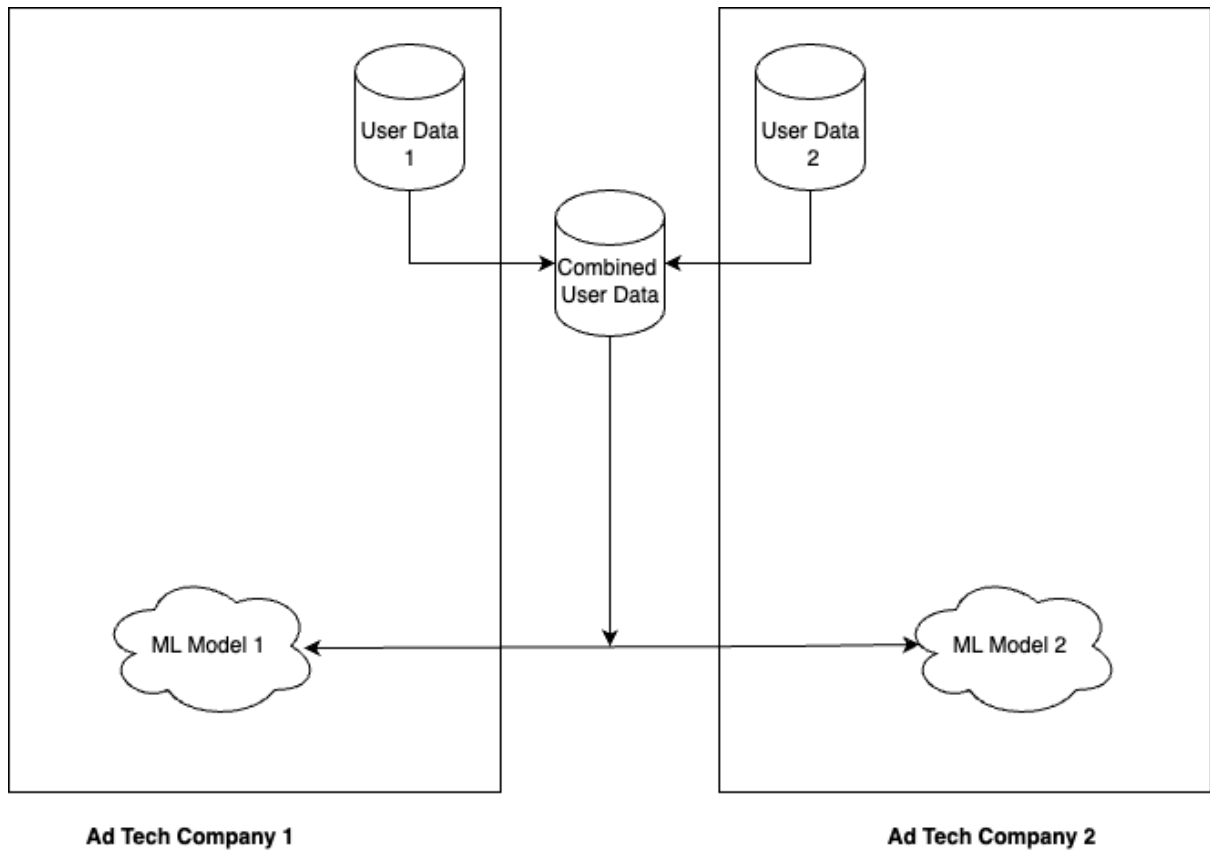 User Data
1
User Data
2
Combined
User Data
ML Model 1
ML Model 2
Ad Tech Company 1
Ad Tech Company 2